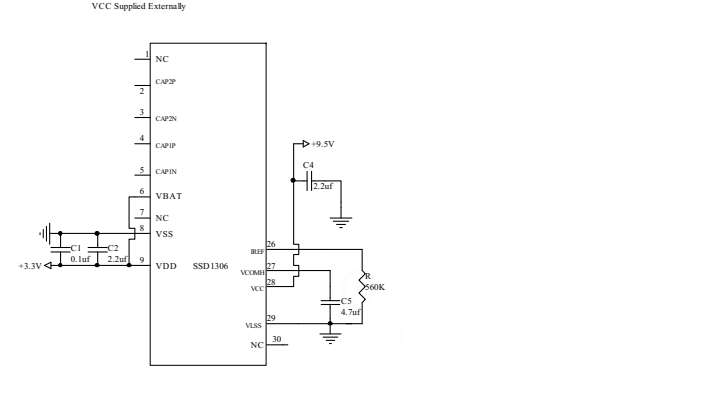 VCC Supplied Externally
1 NC
CAP2P
2
3 CAP2N
4 CAP1P
5 CAP1N
6 VBAT
7 NC
8 VSS
9 VDD
SSD1306
C1
0.1uf
C2
2.2uf
+3.3V
+9.5V
C4
2.2uf
26
IREF
27
VCOMH
28
VCC
R
560K
C5
4.7uf
29
VLSS
NC 30